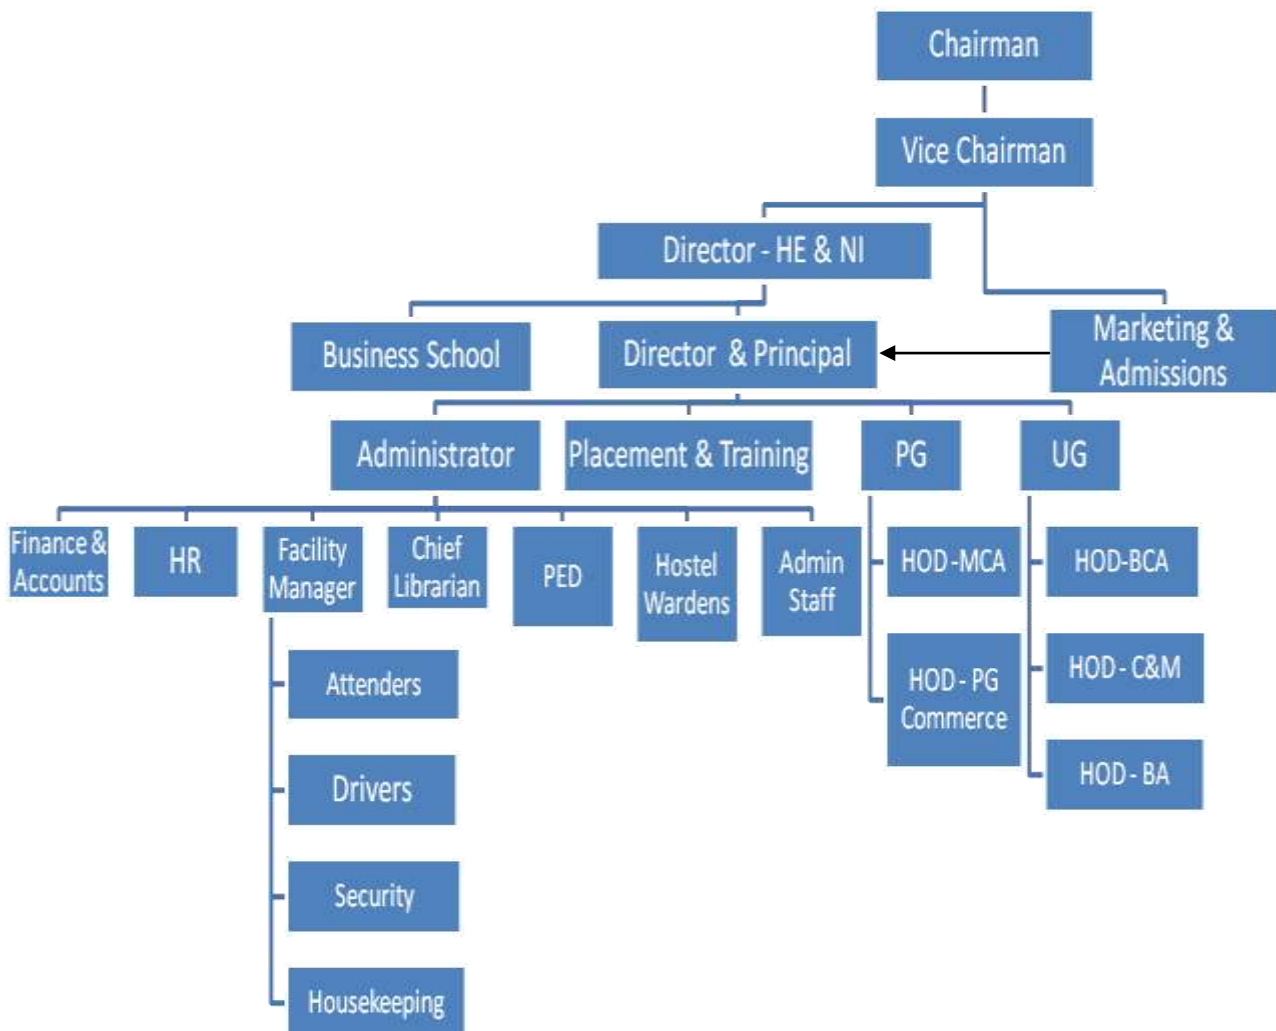 Chairman
Vice Chairman
Director - HE & NI
Business School
Director & Principal
Marketing &
Admissions
Administrator
Placement & Training
PG
UG
Finance &
Accounts
HR
Facility
Manager
Chief
Librarian
PED
Hostel
Wardens
Admin
Staff
HOD -MCA
HOD-BCA
Attenders
HOD - PG
Commerce
HOD - C&M
Drivers
HOD - BA
Security
Housekeeping